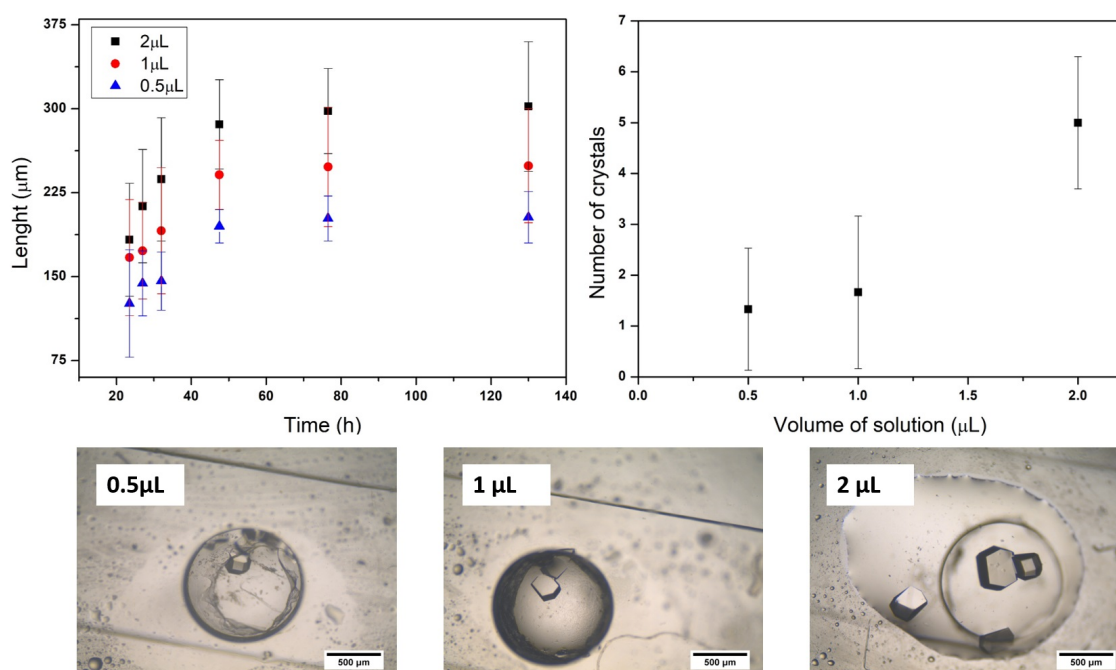 375
300
225
150
75
Lenght (μm)
2μL
1μL
0.5μL
20 40 60 80 100 120 140
Time (h)
7
6
5
4
3
2
1
0
Number of crystals
0.0 0.5 1.0 1.5 2.0
Volume of solution (μL)
0.5μL
500 μm
1 μL
500 μm
2 μL
500 μm